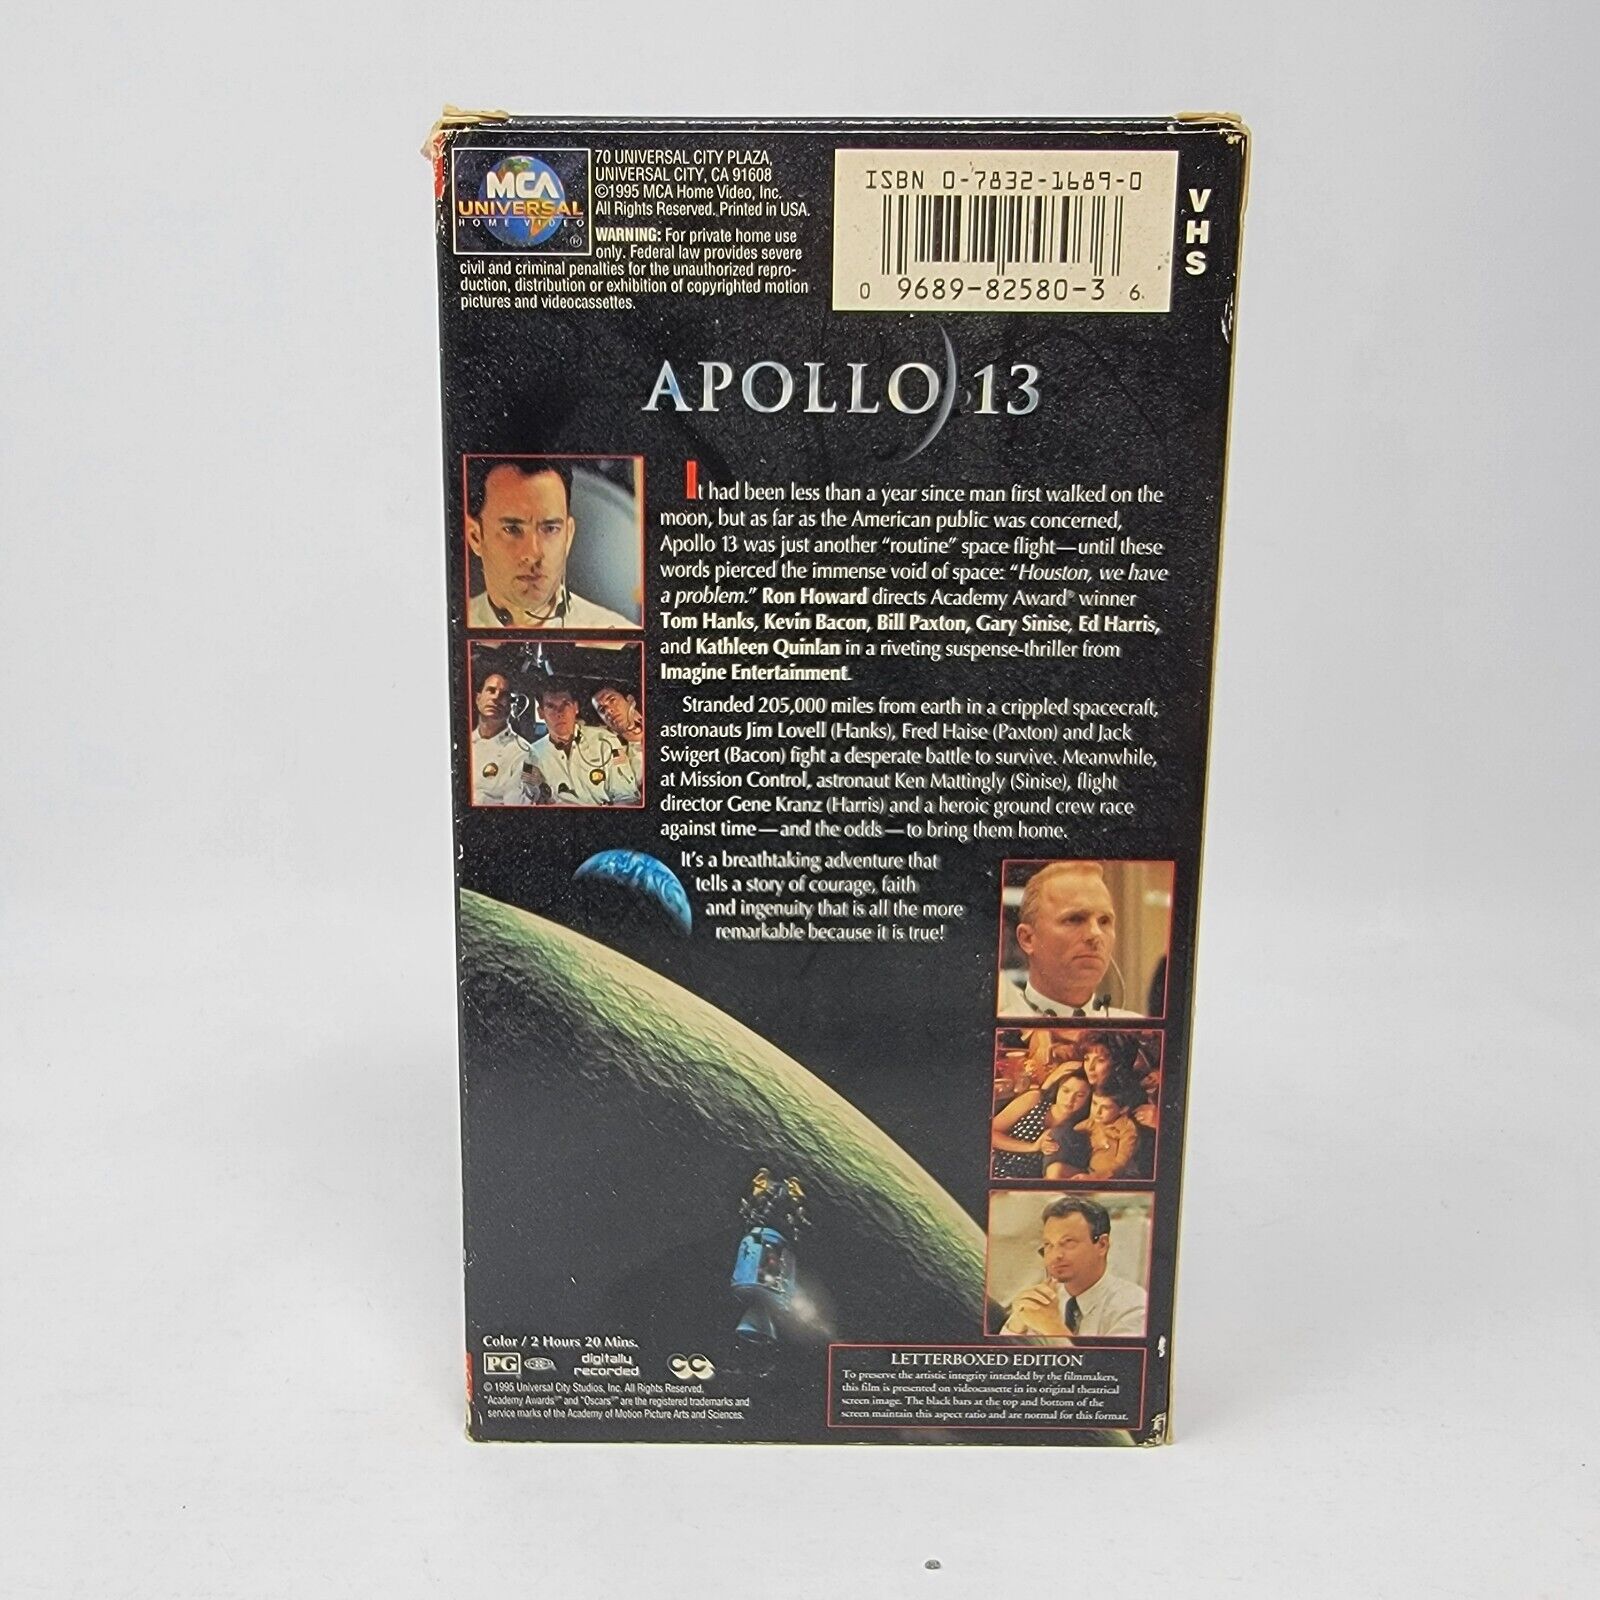 MCA
UNIVERSAL
HOME VIDEO
®
70 UNIVERSAL CITY PLAZA,
UNIVERSAL CITY, CA 91608
©1995 MCA Home Video, Inc.
All Rights Reserved. Printed in USA.
WARNING: For private home use
only. Federal law provides severe
civil and criminal penalties for the unauthorized repro-
duction, distribution or exhibition of copyrighted motion
pictures and videocassettes.
ISBN 0-7832-1689-0
0 9689-82580-3 6
VHS
APOLLO 13
It had been less than a year since man first walked on the
moon, but as far as the American public was concerned,
Apollo 13 was just another “routine” space flight—until these
words pierced the immense void of space: “Houston, we have
a problem.” Ron Howard directs Academy Award® winner
Tom Hanks, Kevin Bacon, Bill Paxton, Gary Sinise, Ed Harris,
and Kathleen Quinlan in a riveting suspense-thriller from
Imagine Entertainment.
Stranded 205,000 miles from earth in a crippled spacecraft,
astronauts Jim Lovell (Hanks), Fred Haise (Paxton) and Jack
Swigert (Bacon) fight a desperate battle to survive. Meanwhile,
at Mission Control, astronaut Ken Mattingly (Sinise), flight
director Gene Kranz (Harris) and a heroic ground crew race
against time—and the odds—to bring them home.
It's a breathtaking adventure that
tells a story of courage, faith
and ingenuity that is all the more
remarkable because it is true!
Color / 2 Hours 20 Mins.
PG
digitally
recorded
CC
© 1995 Universal City Studios, Inc. All Rights Reserved.
"Academy Awards®" and "Oscars®" are the registered trademarks and
service marks of the Academy of Motion Picture Arts and Sciences.
LETTERBOXED EDITION
To preserve the artistic integrity intended by the filmmakers,
this film is presented on videocassette in its original theatrical
screen image. The black bars at the top and bottom of the
screen maintain this aspect ratio and are normal for this format.